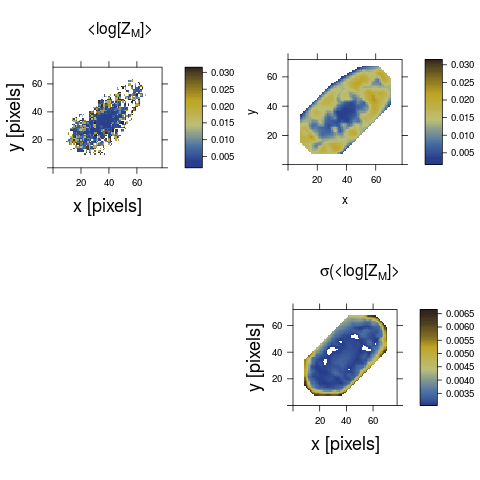 <log[Z_M]>
y [pixels]
60
40
20
20 40 60
x [pixels]
0.030
0.025
0.020
0.015
0.010
0.005
y
60
40
20
20 40 60
x
0.030
0.025
0.020
0.015
0.010
0.005
σ(<log[Z_M]>
y [pixels]
60
40
20
20 40 60
x [pixels]
0.0065
0.0060
0.0055
0.0050
0.0045
0.0040
0.0035